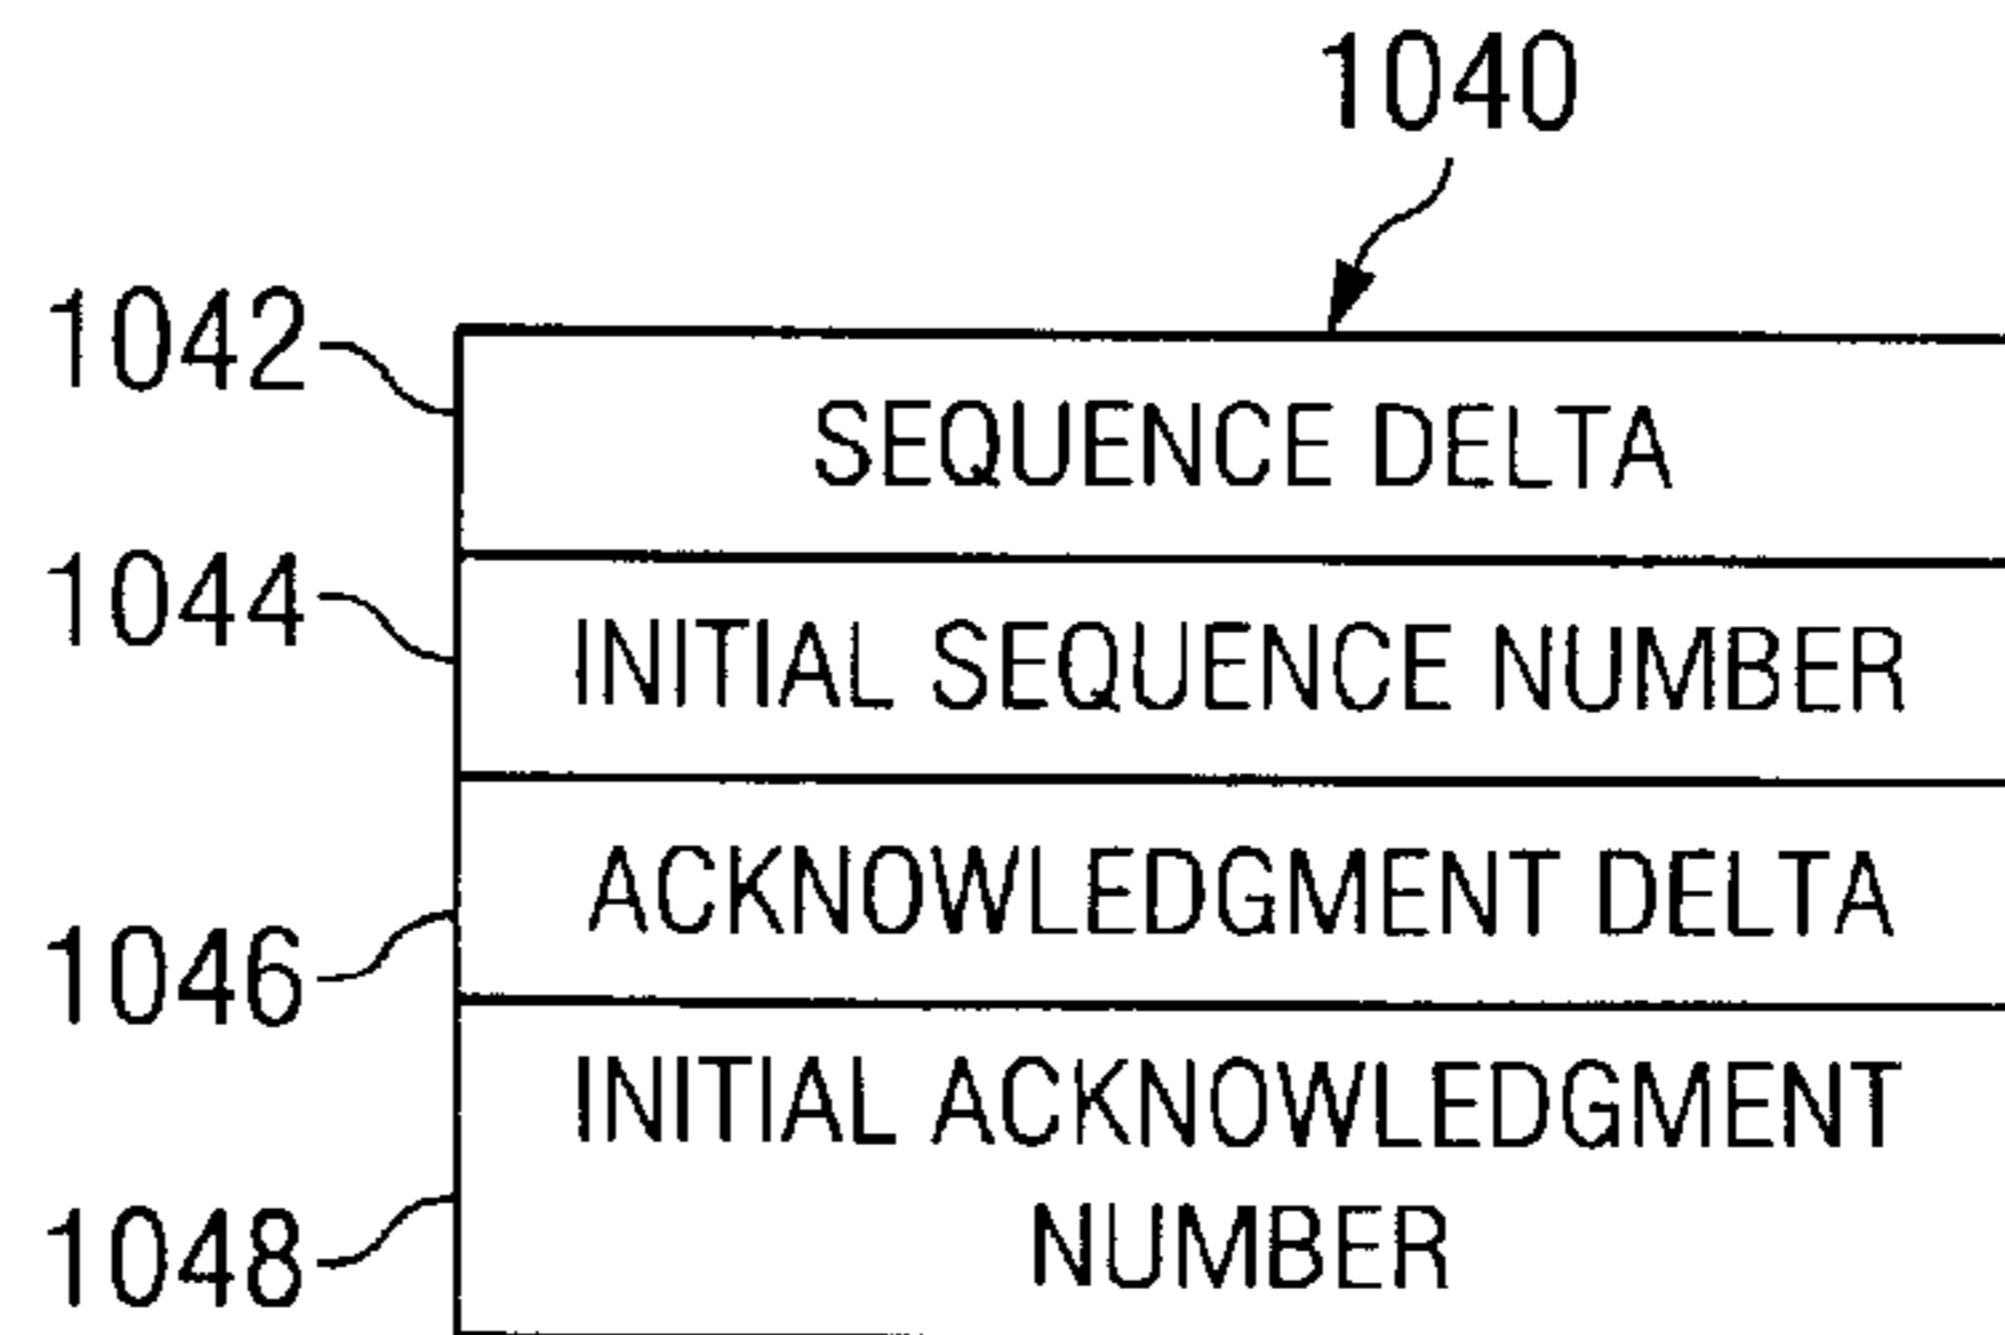 1040
1042
SEQUENCE DELTA
1044
INITIAL SEQUENCE NUMBER
ACKNOWLEDGMENT DELTA
1046
INITIAL ACKNOWLEDGMENT
NUMBER
1048